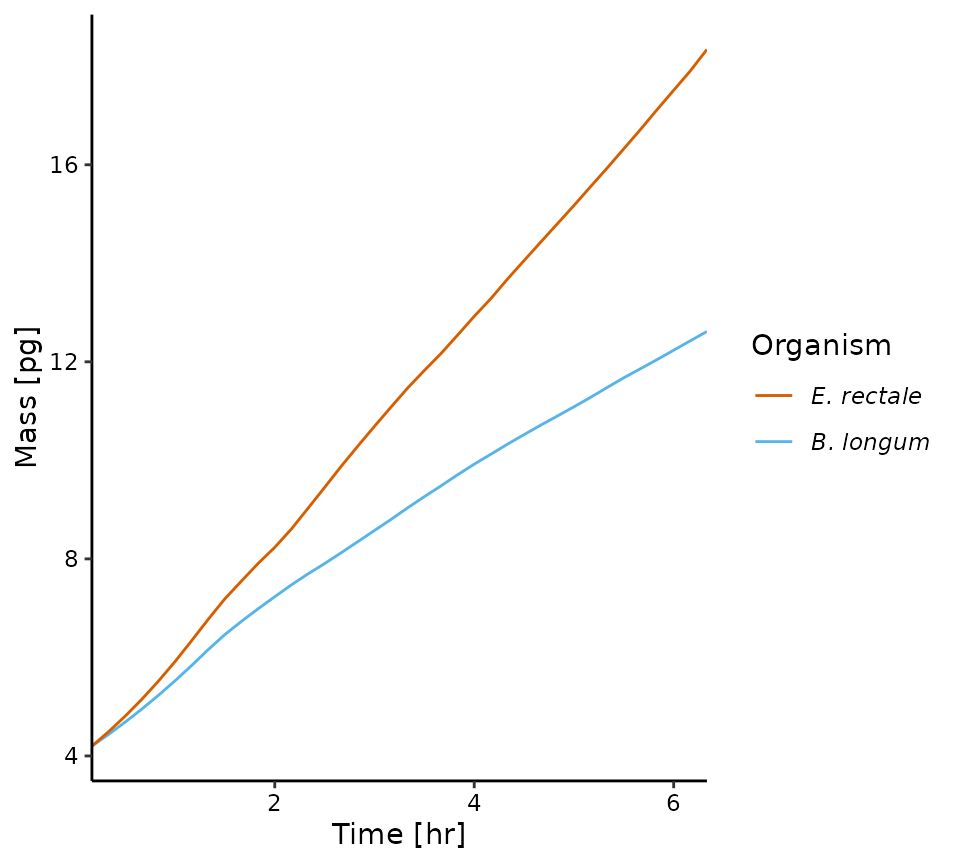 16
12
8
4
Mass [pg]
2 4 6
Time [hr]
Organism
E. rectale
B. longum